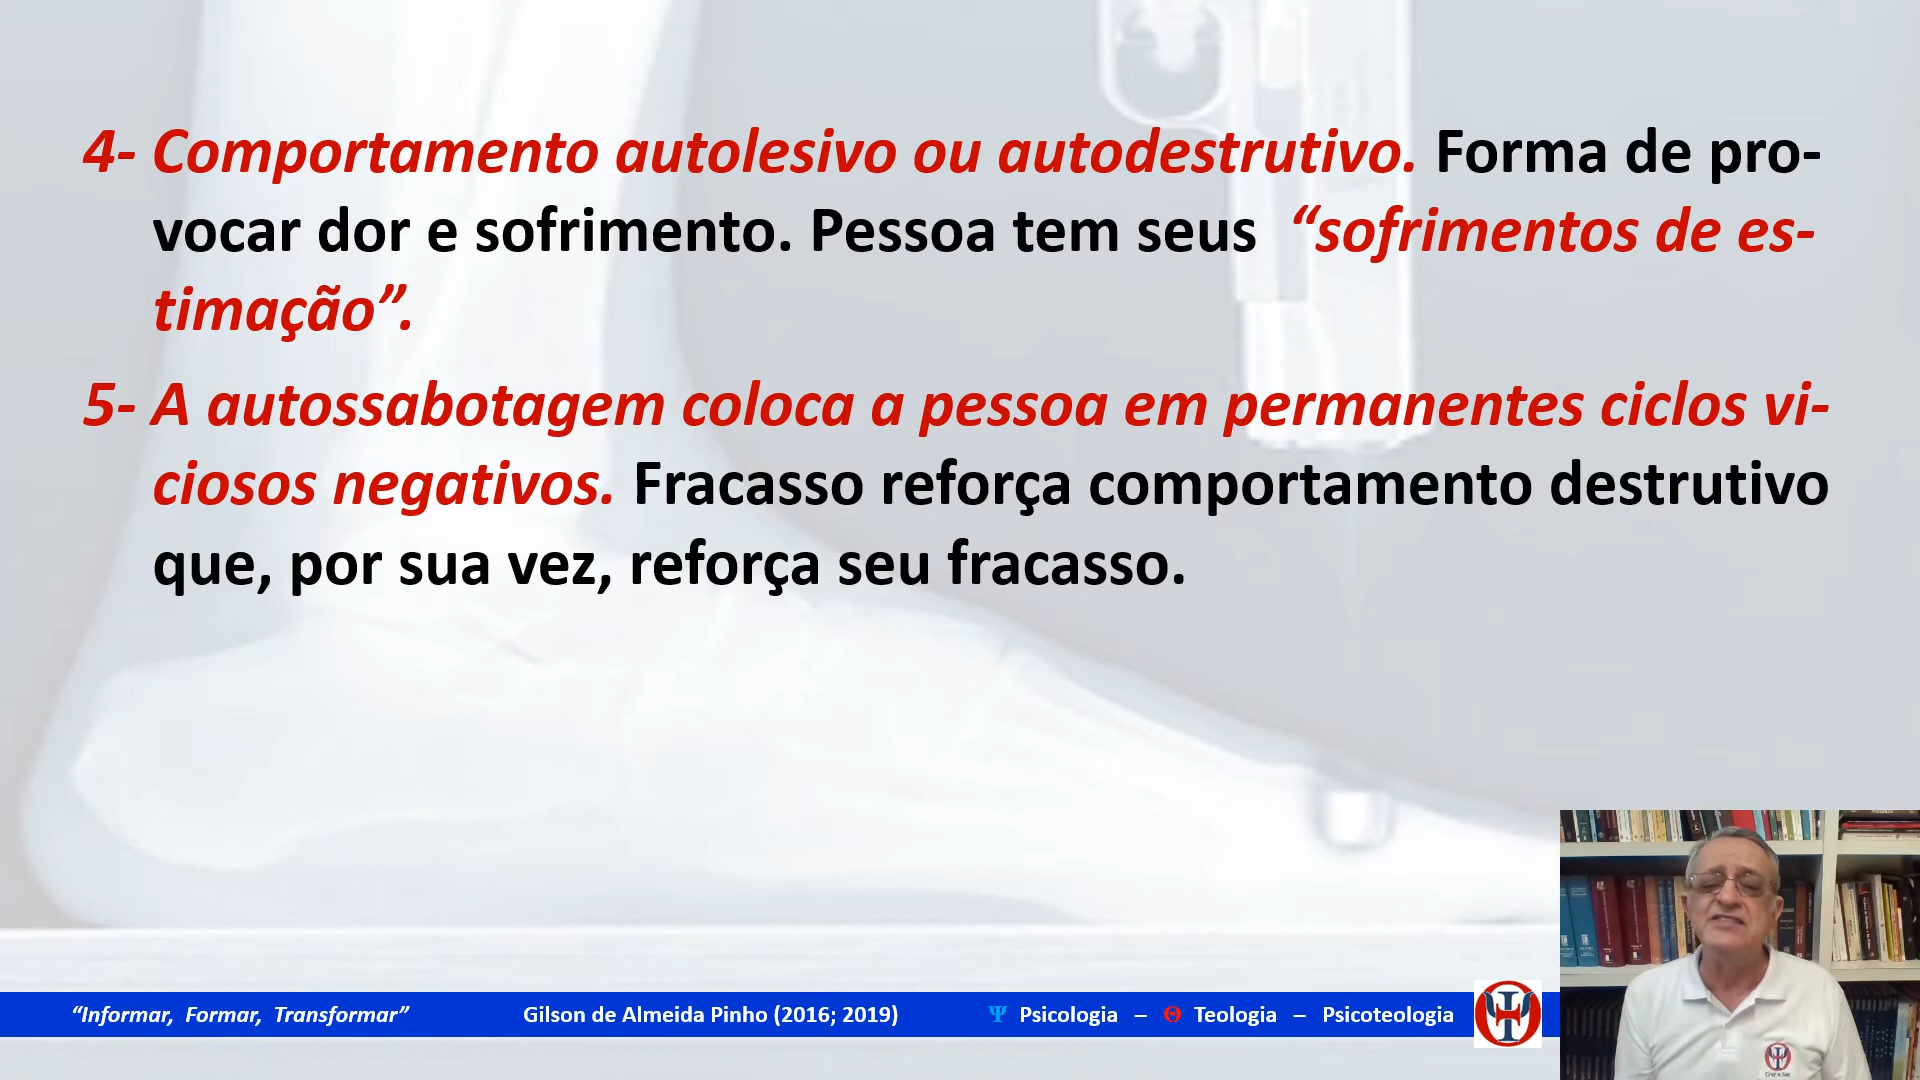 4- Comportamento autolesivo ou autodestrutivo. Forma de pro-
vocar dor e sofrimento. Pessoa tem seus “sofrimentos de es-
timação”.
5- A autossabotagem coloca a pessoa em permanentes ciclos vi-
ciosos negativos. Fracasso reforça comportamento destrutivo
que, por sua vez, reforça seu fracasso.
“Informar, Formar, Transformar” Gilson de Almeida Pinho (2016; 2019) Ψ Psicologia – Θ Teologia – Psicoteologia
Crer e Ser